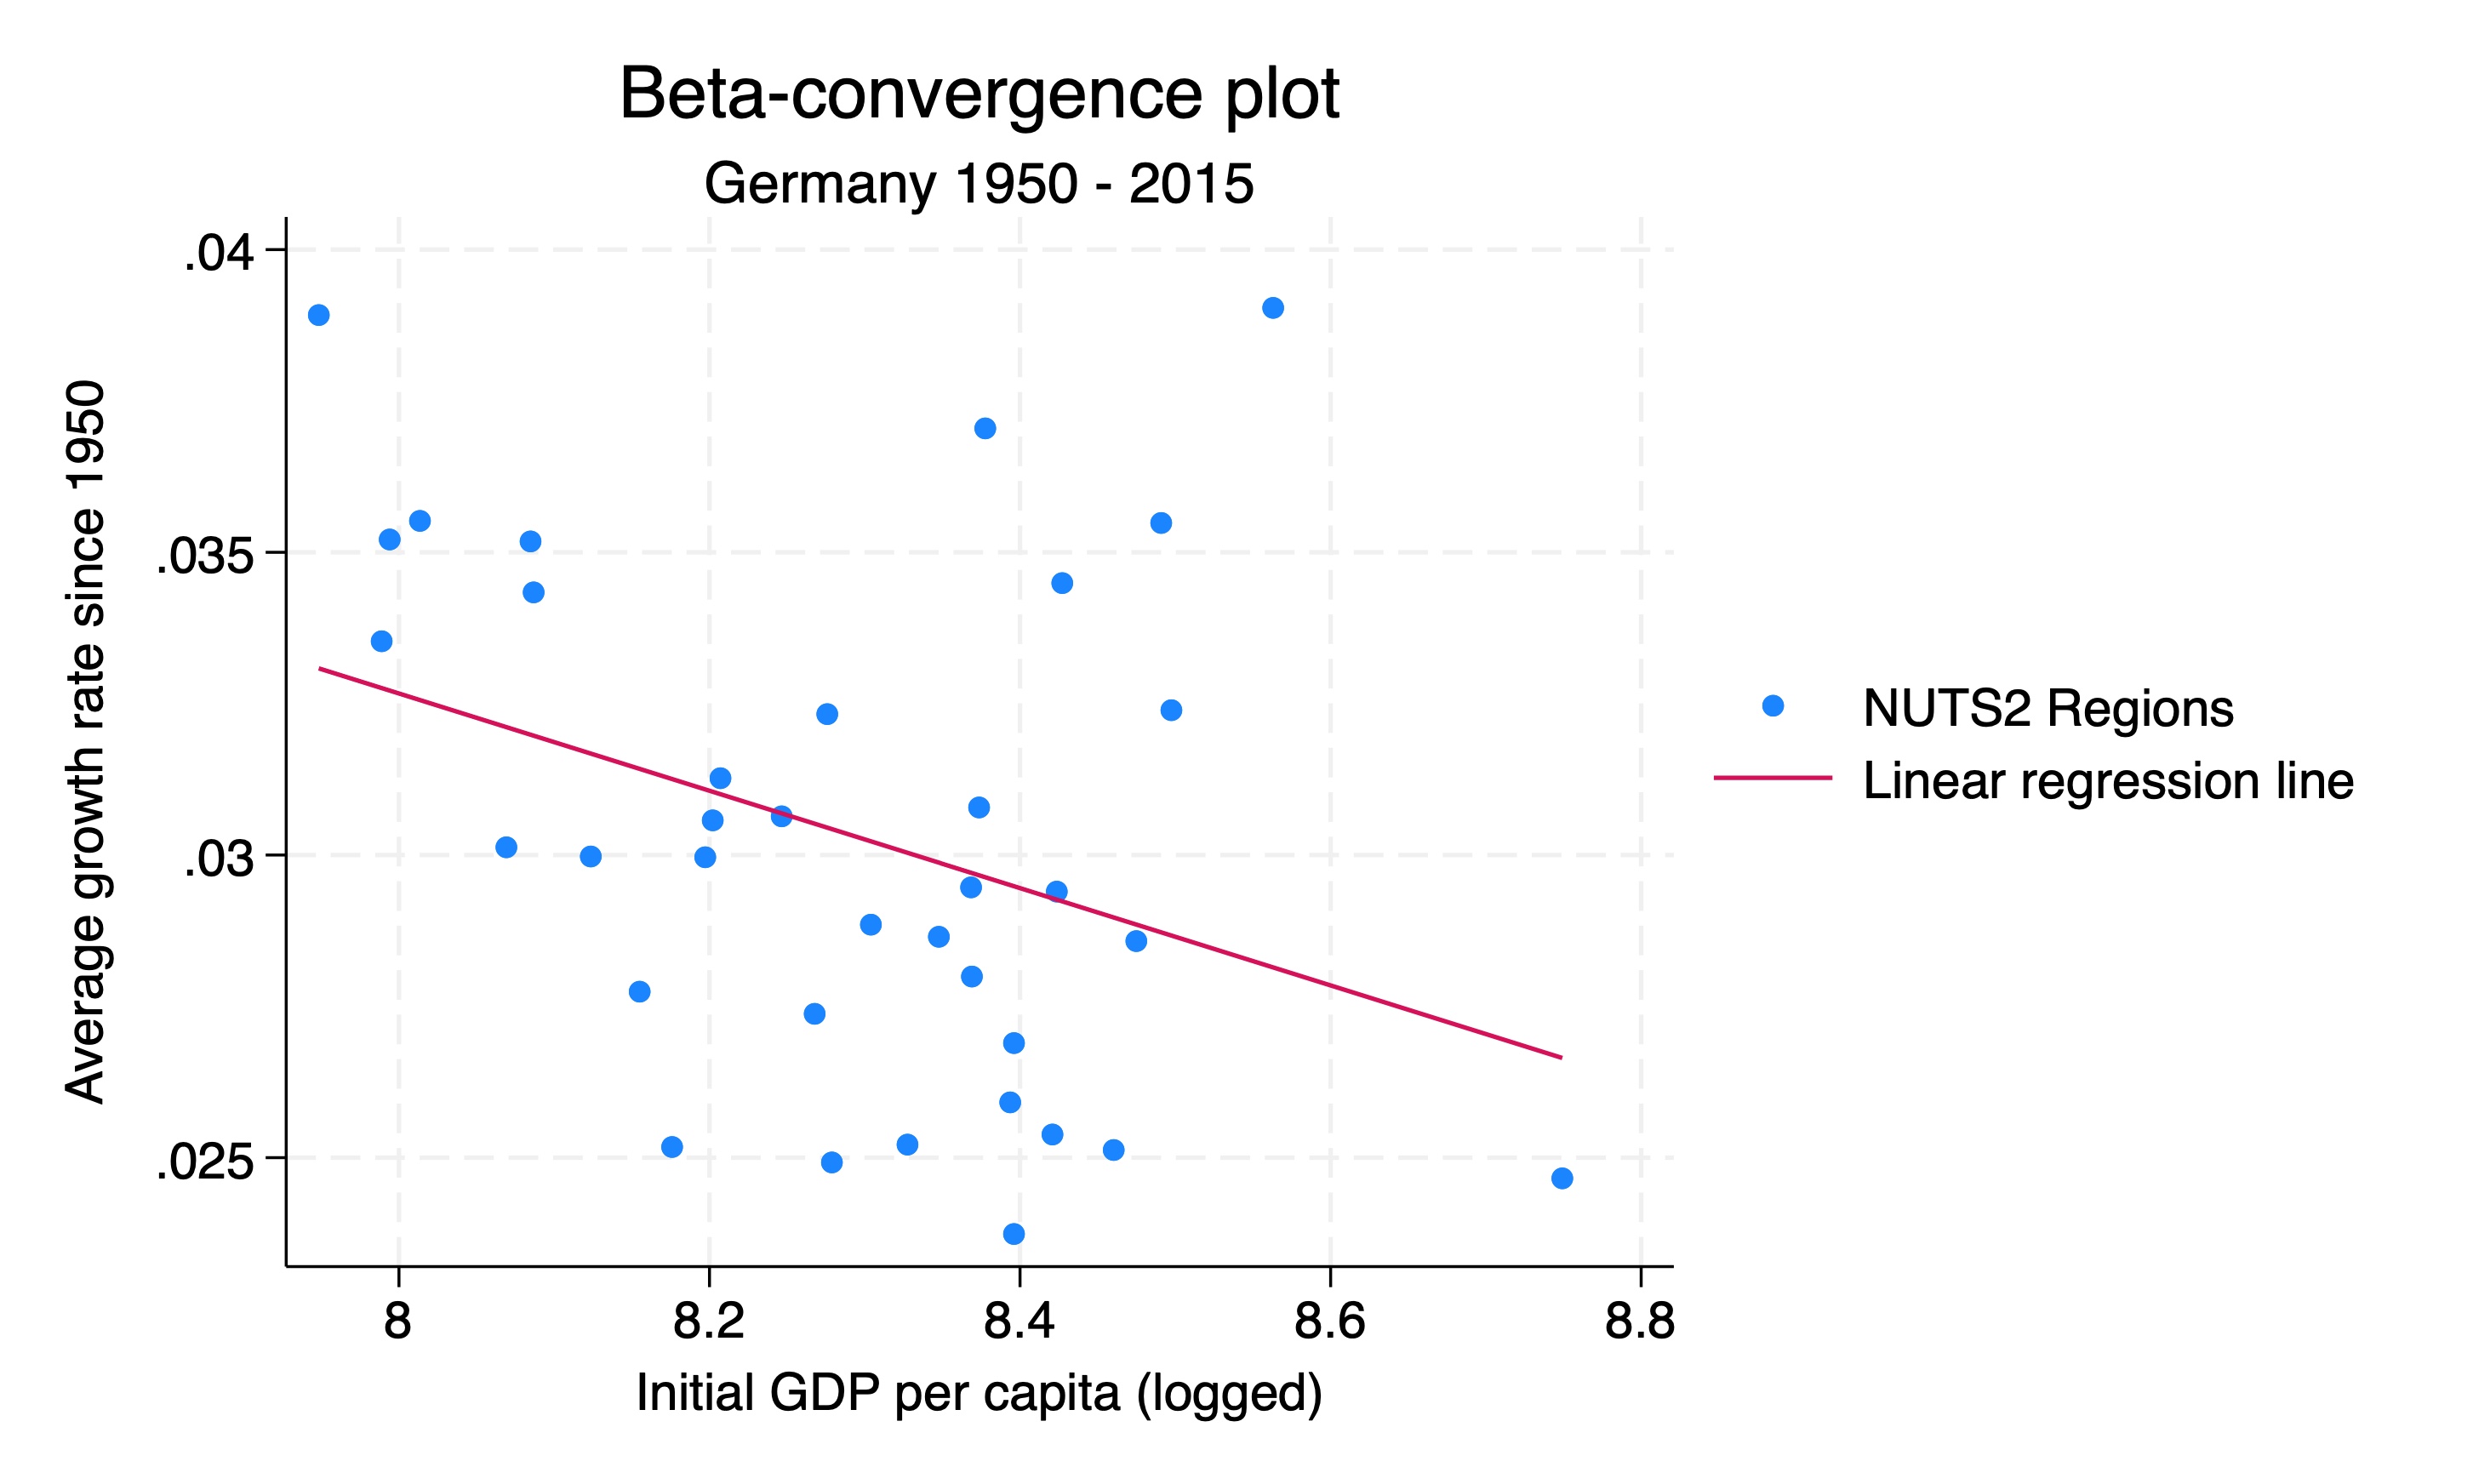 Beta-convergence plot
Germany 1950 - 2015
Average growth rate since 1950
.04
.035
.03
.025
8
8.2
8.4
8.6
8.8
Initial GDP per capita (logged)
NUTS2 Regions
Linear regression line